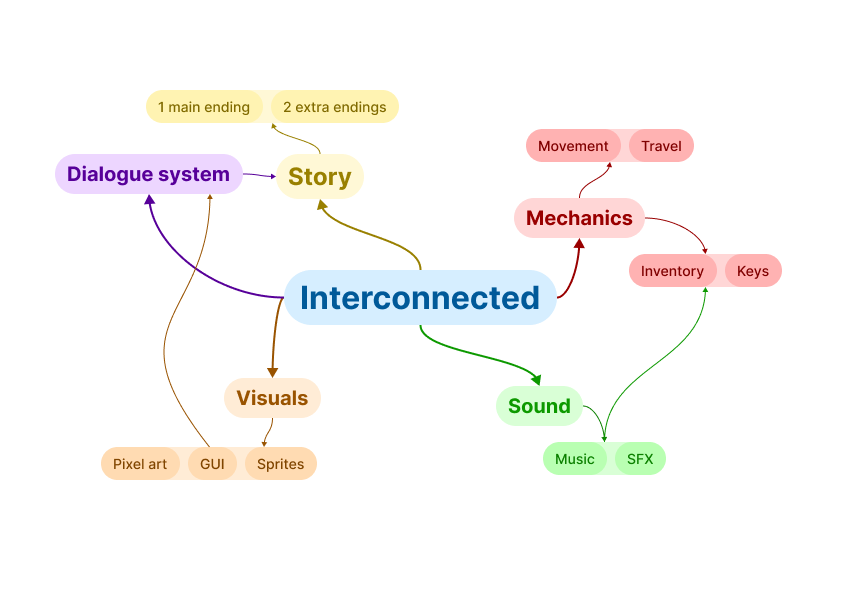 1 main ending
2 extra endings
Movement
Travel
Dialogue system
Story
Mechanics
Inventory
Keys
Interconnected
Visuals
Sound
Pixel art
GUI
Sprites
Music
SFX